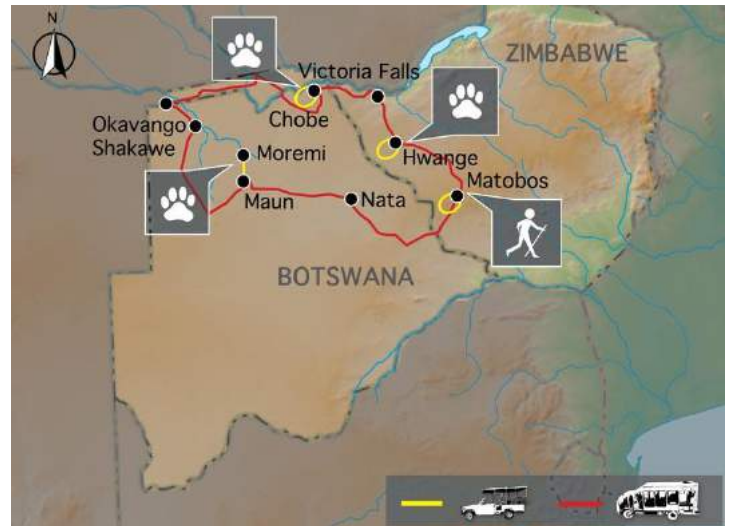 N
ZIMBABWE
Victoria Falls
Chobe
Okavango
Shakawe
Moremi
Hwange
Matobos
Maun
Nata
BOTSWANA